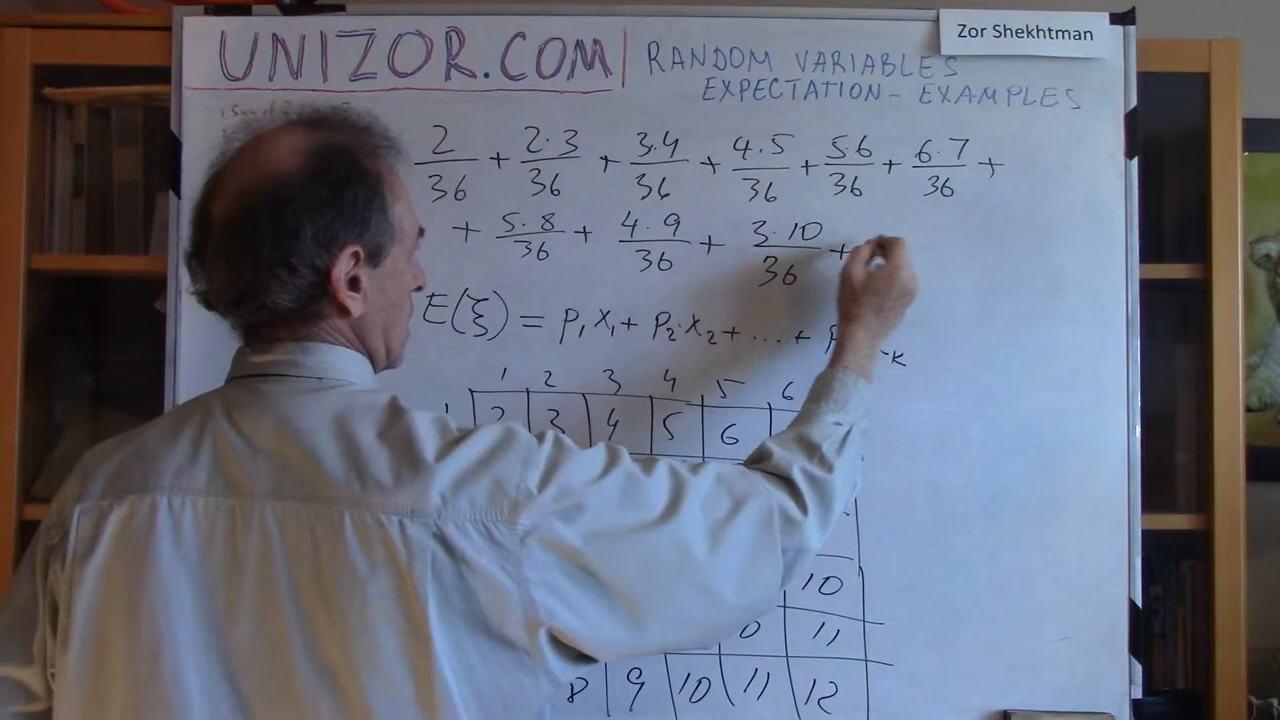 Zor Shekhtman
UNIZOR.COM
RANDOM VARIABLES
EXPECTATION - EXAMPLES
2/36 + 2·3/36 + 3·4/36 + 4·5/36 + 5·6/36 + 6·7/36 +
+ 5·8/36 + 4·9/36 + 3·10/36 +
E(ξ) = p₁x₁ + p₂·x₂ + ... +
1 2 3 4 5 6
2 3 4 5 6
10
11
8 9 10 11 12